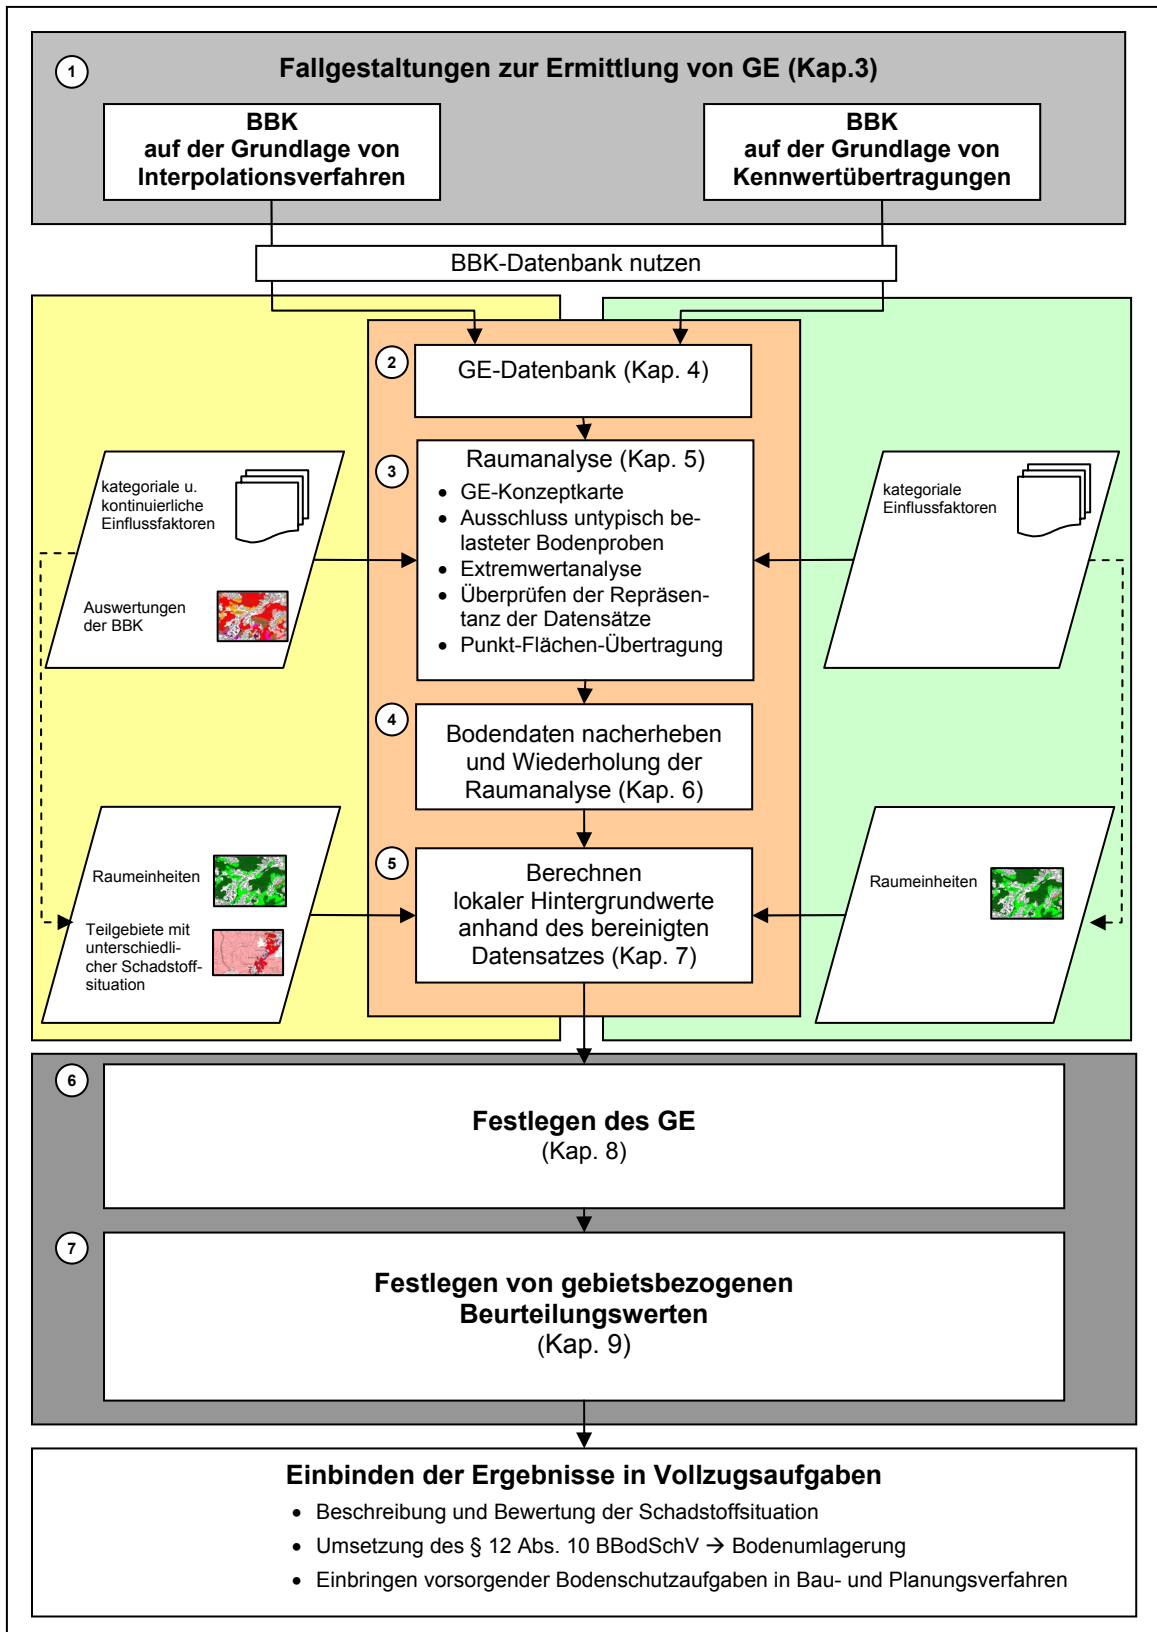 1
Fallgestaltungen zur Ermittlung von GE (Kap.3)
BBK
auf der Grundlage von
Interpolationsverfahren
BBK
auf der Grundlage von
Kennwertübertragungen
BBK-Datenbank nutzen
2
GE-Datenbank (Kap. 4)
3
Raumanalyse (Kap. 5)
• GE-Konzeptkarte
• Ausschluss untypisch be-
lasteter Bodenproben
• Extremwertanalyse
• Überprüfen der Repräsen-
tanz der Datensätze
• Punkt-Flächen-Übertragung
kategoriale u.
kontinuierliche
Einflussfaktoren
Auswertungen
der BBK
kategoriale
Einflussfaktoren
4
Bodendaten nacherheben
und Wiederholung der
Raumanalyse (Kap. 6)
5
Berechnen
lokaler Hintergrundwerte
anhand des bereinigten
Datensatzes (Kap. 7)
Raumeinheiten
Teilgebiete mit
unterschiedli-
cher Schadstoff-
situation
Raumeinheiten
6
Festlegen des GE
(Kap. 8)
7
Festlegen von gebietsbezogenen
Beurteilungswerten
(Kap. 9)
Einbinden der Ergebnisse in Vollzugsaufgaben
• Beschreibung und Bewertung der Schadstoffsituation
• Umsetzung des § 12 Abs. 10 BBodSchV → Bodenumlagerung
• Einbringen vorsorgender Bodenschutzaufgaben in Bau- und Planungsverfahren